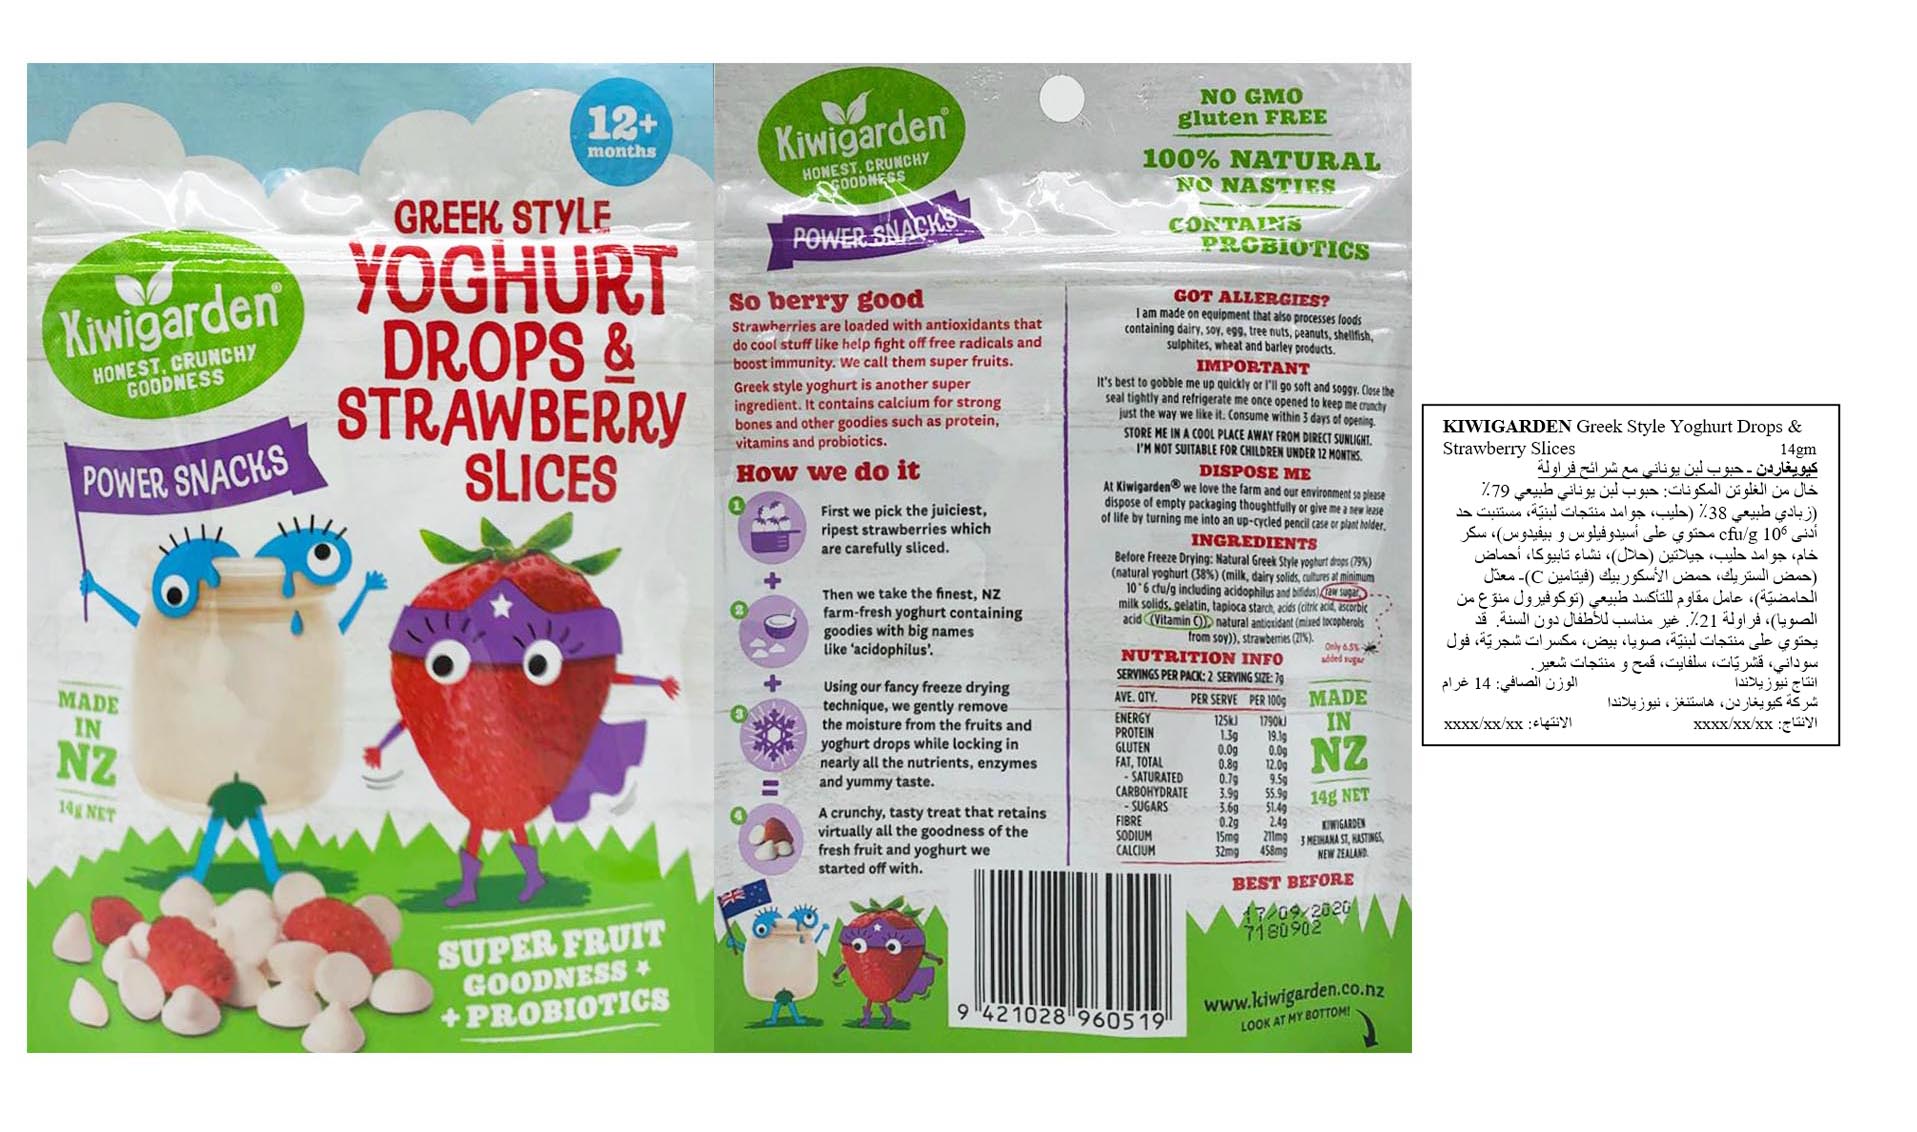 12+
months
GREEK STYLE
YOGHURT
DROPS &
STRAWBERRY
SLICES
Kiwigarden®
HONEST, CRUNCHY
GOODNESS
POWER SNACKS
MADE
IN
NZ
14g NET
SUPER FRUIT
GOODNESS
+ PROBIOTICS
Kiwigarden®
HONEST, CRUNCHY
GOODNESS
POWER SNACKS
NO GMO
gluten FREE
100% NATURAL
NO NASTIES
CONTAINS
PROBIOTICS
So berry good
Strawberries are loaded with antioxidants that
do cool stuff like help fight off free radicals and
boost immunity. We call them super fruits.
Greek style yoghurt is another super
ingredient. It contains calcium for strong
bones and other goodies such as protein,
vitamins and probiotics.
How we do it
1
First we pick the juiciest,
ripest strawberries which
are carefully sliced.
+
2
Then we take the finest, NZ
farm-fresh yoghurt containing
goodies with big names
like 'acidophilus'.
+
3
Using our fancy freeze drying
technique, we gently remove
the moisture from the fruits and
yoghurt drops while locking in
nearly all the nutrients, enzymes
and yummy taste.
=
4
A crunchy, tasty treat that retains
virtually all the goodness of the
fresh fruit and yoghurt we
started off with.
GOT ALLERGIES?
I am made on equipment that also processes foods
containing dairy, soy, egg, tree nuts, peanuts, shellfish,
sulphites, wheat and barley products.
IMPORTANT
It's best to gobble me up quickly or I'll go soft and soggy. Close the
seal tightly and refrigerate me once opened to keep me crunchy
just the way we like it. Consume within 3 days of opening.
STORE ME IN A COOL PLACE AWAY FROM DIRECT SUNLIGHT.
I'M NOT SUITABLE FOR CHILDREN UNDER 12 MONTHS.
DISPOSE ME
At Kiwigarden® we love the farm and our environment so please
dispose of empty packaging thoughtfully or give me a new lease
of life by turning me into an up-cycled pencil case or plant holder.
INGREDIENTS
Before Freeze Drying: Natural Greek Style yoghurt drops (79%)
(natural yoghurt (38%) (milk, dairy solids, cultures at minimum
10^6 cfu/g including acidophilus and bifidus), raw sugar,
milk solids, gelatin, tapioca starch, acids (citric acid, ascorbic
acid (Vitamin C)), natural antioxidant (mixed tocopherols
from soy)), strawberries (21%).
Only 6.5%
added sugar
NUTRITION INFO
SERVINGS PER PACK: 2 SERVING SIZE: 7g
AVE. QTY. PER SERVE PER 100g
ENERGY 125kJ 1790kJ
PROTEIN 1.3g 19.1g
GLUTEN 0.0g 0.0g
FAT, TOTAL 0.8g 12.0g
- SATURATED 0.7g 9.5g
CARBOHYDRATE 3.9g 55.9g
- SUGARS 3.6g 51.4g
FIBRE 0.2g 2.4g
SODIUM 15mg 211mg
CALCIUM 32mg 458mg
MADE
IN
NZ
14g NET
KIWIGARDEN
3 MEIHANA ST, HASTINGS,
NEW ZEALAND.
BEST BEFORE
17/09/2020
7180902
9 421028 960519
www.kiwigarden.co.nz
LOOK AT MY BOTTOM!
KIWIGARDEN Greek Style Yoghurt Drops &
Strawberry Slices 14gm
كيويغاردن - حبوب لبن يوناني مع شرائح فراولة
خال من الغلوتن المكونات: حبوب لبن يوناني طبيعي 79٪
(زبادي طبيعي 38٪ (حليب، جوامد منتجات لبنيّة، مستنبت حد
أدنى 10⁶ cfu/g محتوي على أسيدوفيلوس و بيفيدوس)، سكر
خام، جوامد حليب، جيلاتين (حلال)، نشاء تابيوكا، أحماض
(حمض الستريك، حمض الأسكوربيك (فيتامين C)- معدّل
الحامضيّة)، عامل مقاوم للتأكسد طبيعي (توكوفيرول منوّع من
الصويا)، فراولة 21٪. غير مناسب للأطفال دون السنة. قد
يحتوي على منتجات لبنيّة، صويا، بيض، مكسرات شجريّة، فول
سوداني، قشريّات، سلفايت، قمح و منتجات شعير.
انتاج نيوزيلاندا الوزن الصافي: 14 غرام
شركة كيويغاردن، هاستنغز، نيوزيلاندا
الانتاج: xxxx/xx/xx الانتهاء: xxxx/xx/xx